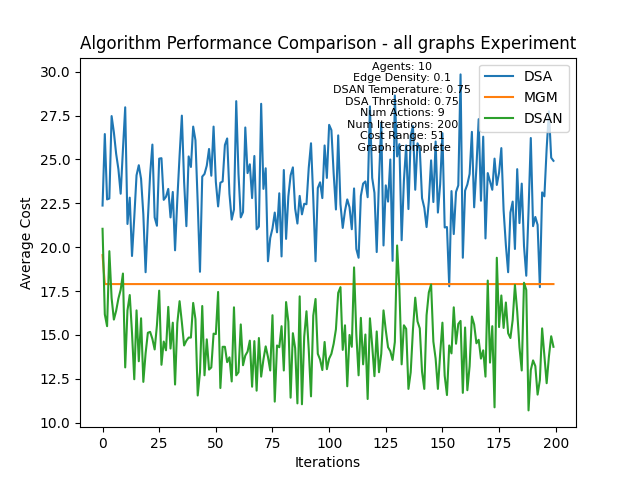 Algorithm Performance Comparison - all graphs Experiment
Agents: 10
Edge Density: 0.1
DSAN Temperature: 0.75
DSA Threshold: 0.75
Num Actions: 9
Num Iterations: 200
Cost Range: 51
Graph: complete
DSA
MGM
DSAN
Average Cost
30.0
27.5
25.0
22.5
20.0
17.5
15.0
12.5
10.0
0
25
50
75
100
125
150
175
200
Iterations